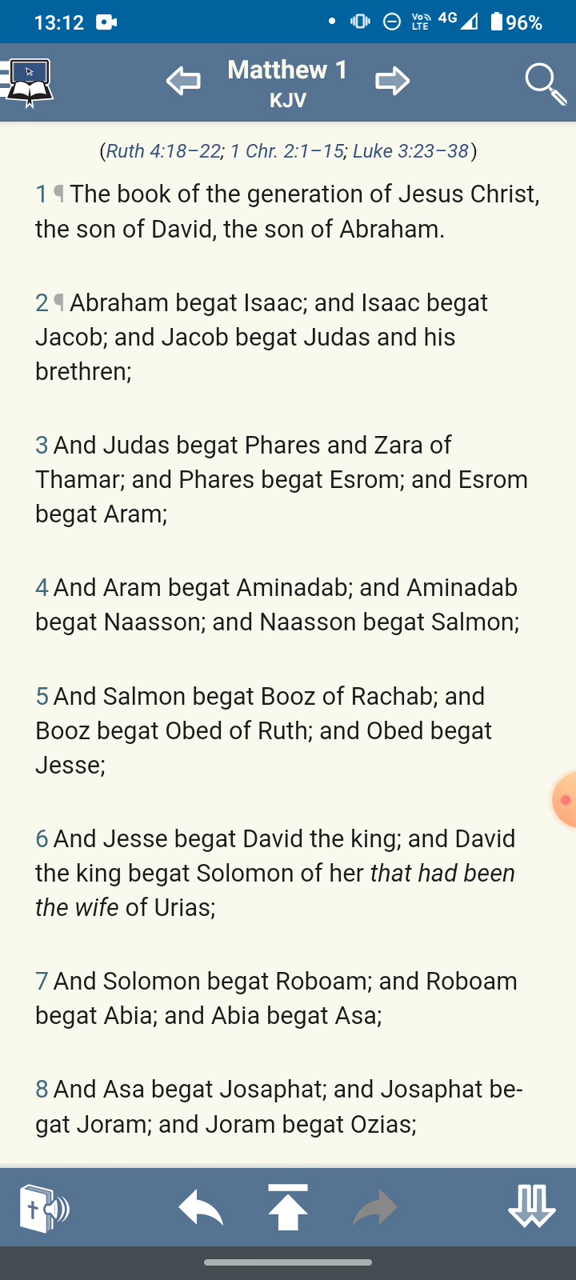 13:12
Vo)) LTE 4G 96%
Matthew 1
KJV
(Ruth 4:18–22; 1 Chr. 2:1–15; Luke 3:23–38)
1 ¶ The book of the generation of Jesus Christ,
the son of David, the son of Abraham.
2 ¶ Abraham begat Isaac; and Isaac begat
Jacob; and Jacob begat Judas and his
brethren;
3 And Judas begat Phares and Zara of
Thamar; and Phares begat Esrom; and Esrom
begat Aram;
4 And Aram begat Aminadab; and Aminadab
begat Naasson; and Naasson begat Salmon;
5 And Salmon begat Booz of Rachab; and
Booz begat Obed of Ruth; and Obed begat
Jesse;
6 And Jesse begat David the king; and David
the king begat Solomon of her that had been
the wife of Urias;
7 And Solomon begat Roboam; and Roboam
begat Abia; and Abia begat Asa;
8 And Asa begat Josaphat; and Josaphat be-
gat Joram; and Joram begat Ozias;